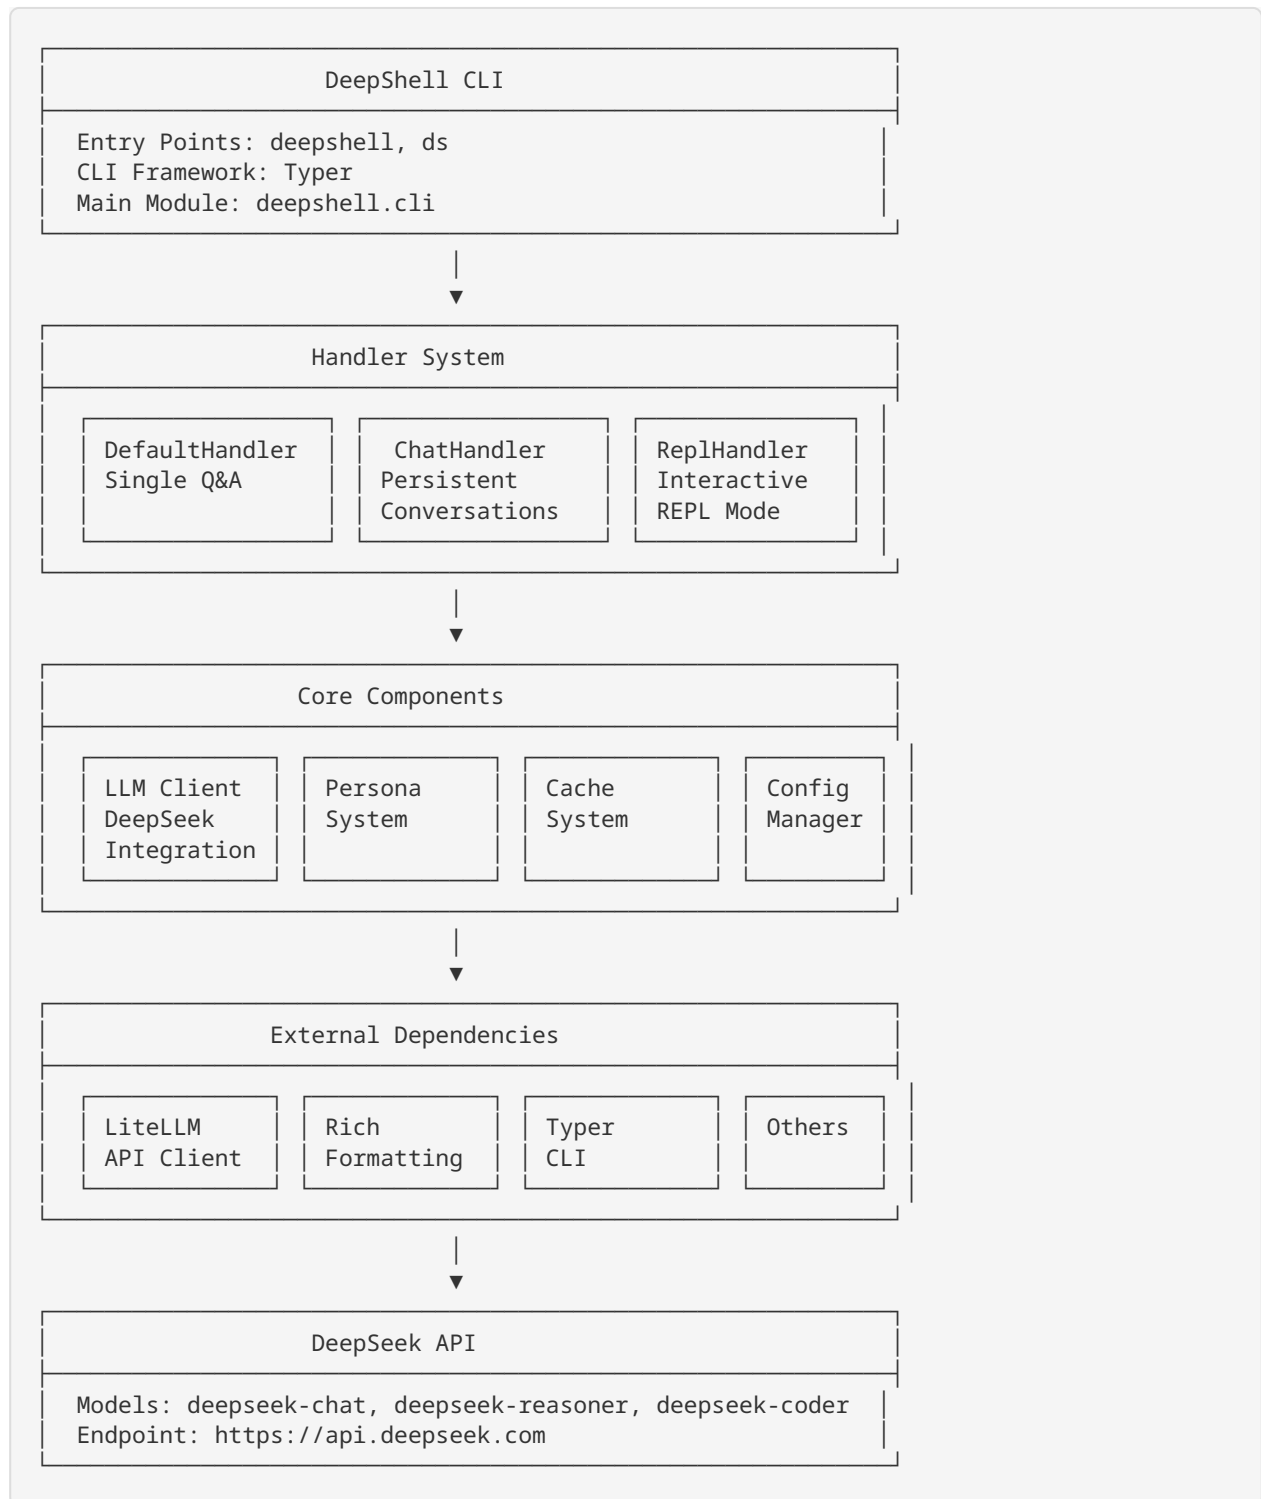 DeepShell CLI
Entry Points: deepshell, ds
CLI Framework: Typer
Main Module: deepshell.cli
Handler System
DefaultHandler ChatHandler ReplHandler
Single Q&A Persistent Interactive
Conversations REPL Mode
Core Components
LLM Client Persona Cache Config
DeepSeek System System Manager
Integration
External Dependencies
LiteLLM Rich Typer Others
API Client Formatting CLI
DeepSeek API
Models: deepseek-chat, deepseek-reasoner, deepseek-coder
Endpoint: https://api.deepseek.com